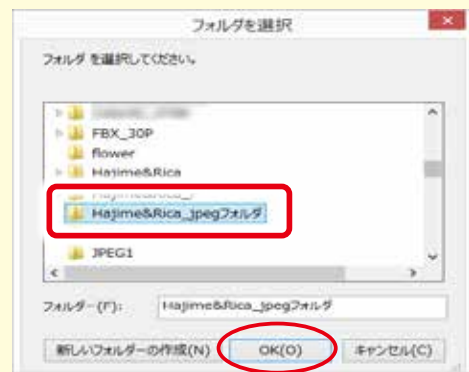 フォルダを選択
フォルダ を選択してください。
FBX_30P
flower
Hajime&Rica
Hajime&Rica_jpegフォルダ
JPEG1
フォルダー(F):
Hajime&Rica_jpegフォルダ
新しいフォルダーの作成(N)
OK(O)
キャンセル(C)